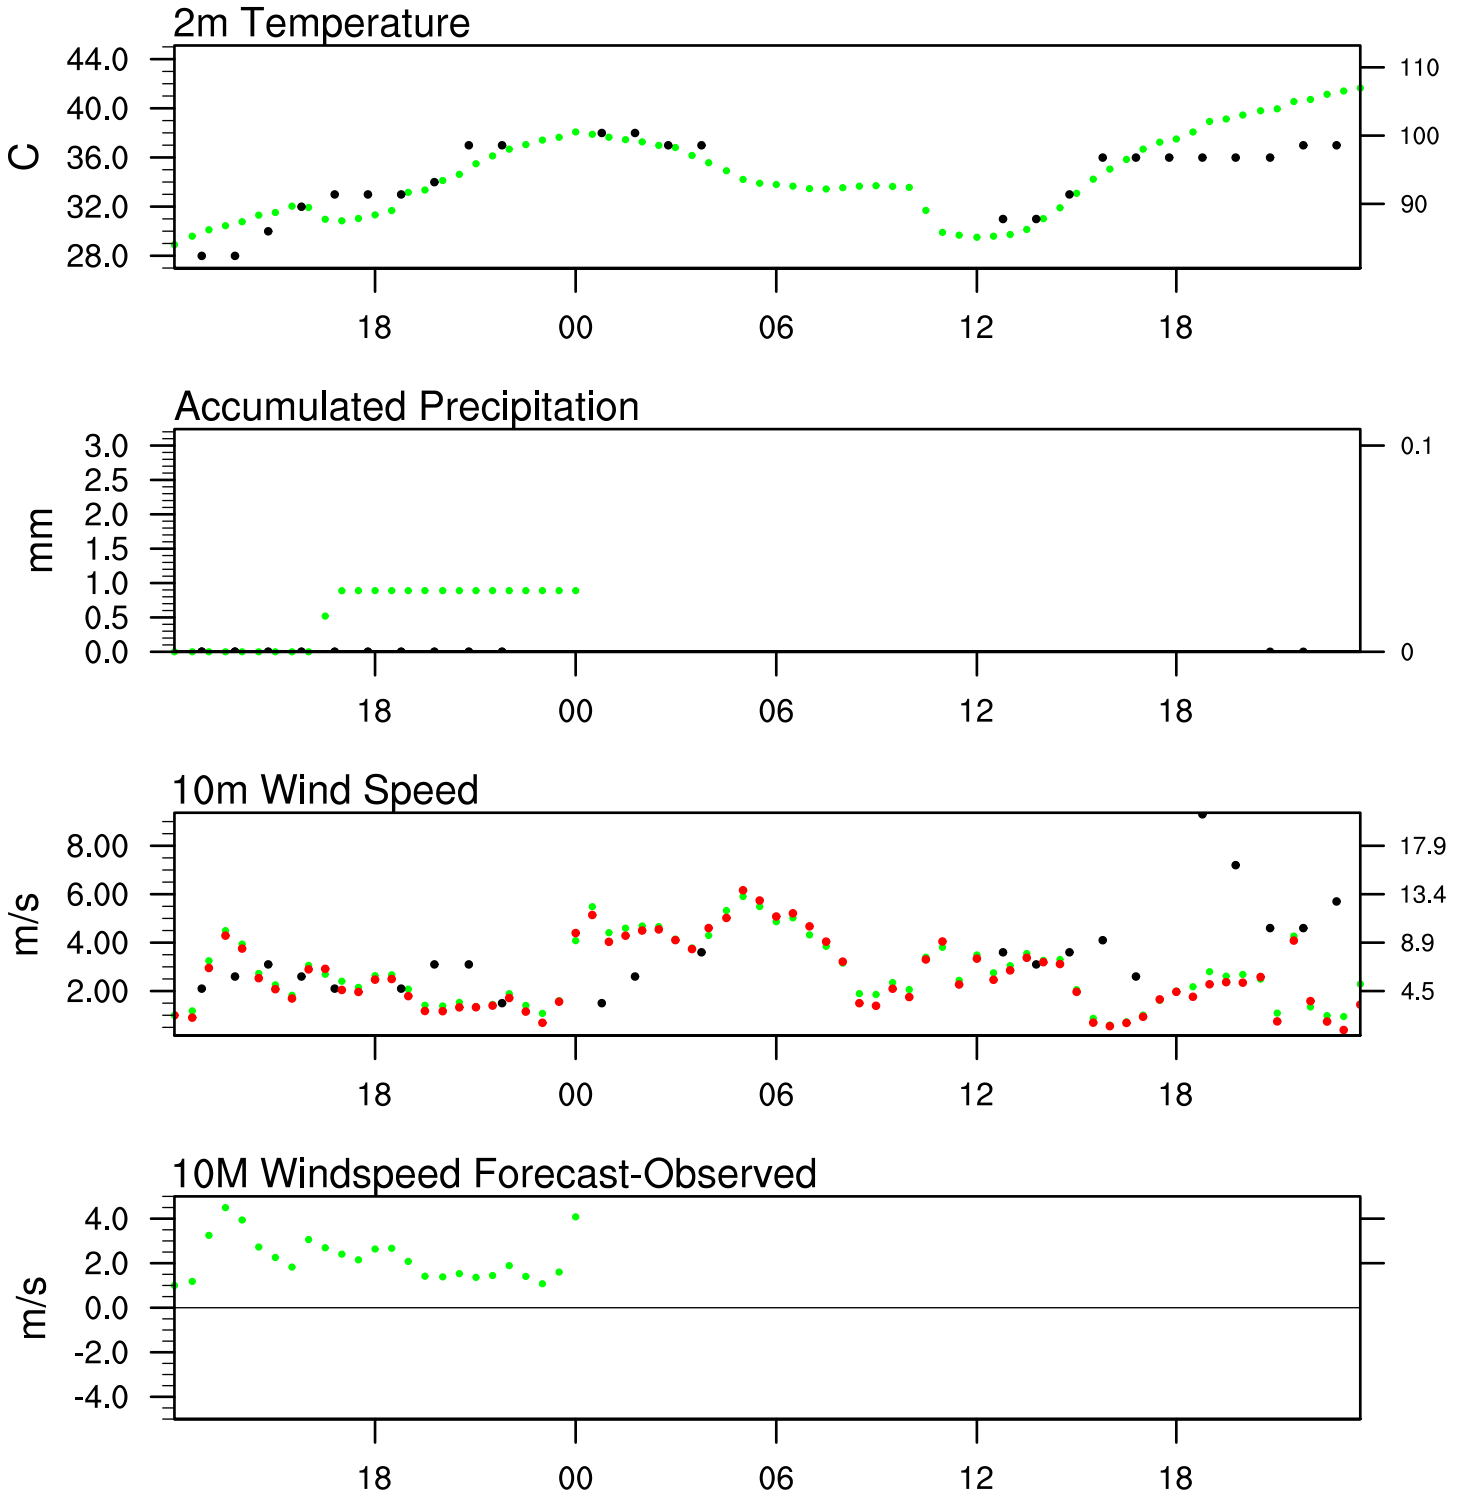 2m Temperature
44.0
40.0
36.0
32.0
28.0
C
110
100
90
18 00 06 12 18
Accumulated Precipitation
3.0
2.5
2.0
1.5
1.0
0.5
0.0
mm
0.1
0
18 00 06 12 18
10m Wind Speed
8.00
6.00
4.00
2.00
m/s
17.9
13.4
8.9
4.5
18 00 06 12 18
10M Windspeed Forecast-Observed
4.0
2.0
0.0
-2.0
-4.0
m/s
18 00 06 12 18